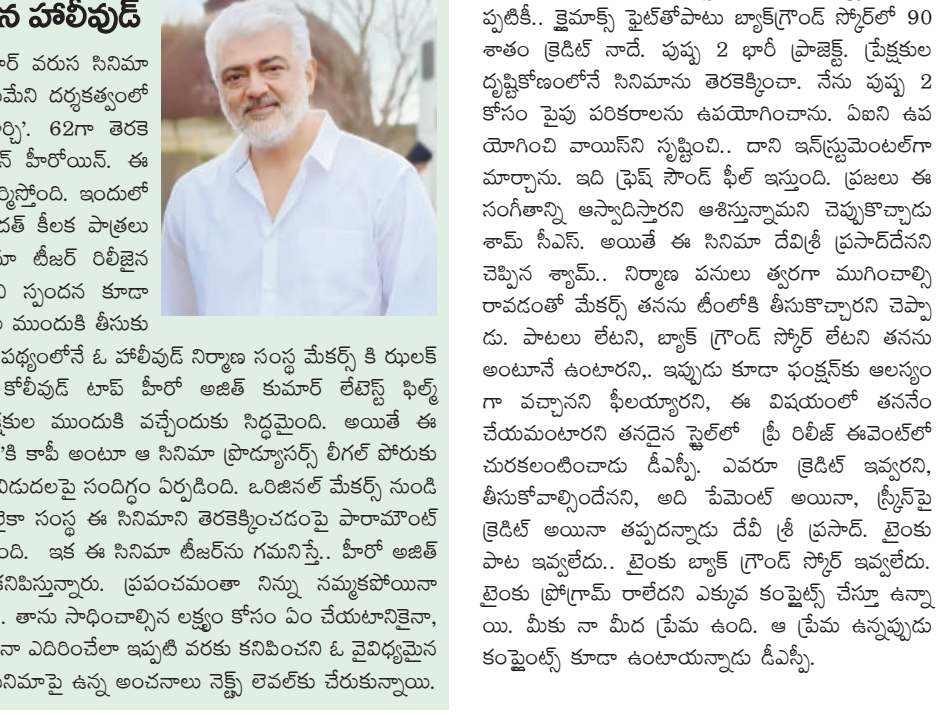 న హాలీవుడ్
ార్ వరుస సినిమా
మేని దర్శకత్వంలో
ార్చి'. 62గా తెరకె
న్ హీరోయిన్. ఈ
ర్మిస్తోంది. ఇందులో
దత్ కీలక పాత్రలు
మా టీజర్ రిలీజైన
ి స్పందన కూడా
ముందుకి తీసుకు
పథ్యంలోనే ఓ హాలీవుడ్ నిర్మాణ సంస్థ మేకర్స్ కి ఝలక్
కోలీవుడ్ టాప్ హీరో అజిత్ కుమార్ లేటెస్ట్ ఫిల్మ్
క్షకుల ముందుకి వచ్చేందుకు సిద్ధమైంది. అయితే ఈ
'కి కాపీ అంటూ ఆ సినిమా ప్రొడ్యూసర్స్ లీగల్ పోరుకు
విడుదలపై సందిగ్ధం ఏర్పడింది. ఒరిజినల్ మేకర్స్ నుండి
లైకా సంస్థ ఈ సినిమాని తెరకెక్కించడంపై పారామౌంట్
ంది. ఇక ఈ సినిమా టీజర్‌ను గమనిస్తే.. హీరో అజిత్
కనిపిస్తున్నారు. ప్రపంచమంతా నిన్ను నమ్మకపోయినా
. తాను సాధించాల్సిన లక్ష్యం కోసం ఏం చేయటానికైనా,
నా ఎదిరించేలా ఇప్పటి వరకు కనిపించని ఓ వైవిధ్యమైన
సినిమాపై ఉన్న అంచనాలు నెక్ట్స్ లెవల్‌కు చేరుకున్నాయి.
ప్పటికీ.. క్లైమాక్స్ ఫైట్‌తోపాటు బ్యాక్‌గ్రౌండ్ స్కోర్‌లో 90
శాతం క్రెడిట్ నాదే. పుష్ప 2 భారీ ప్రాజెక్ట్. ప్రేక్షకుల
దృష్టికోణంలోనే సినిమాను తెరకెక్కించా. నేను పుష్ప 2
కోసం పైపు పరికరాలను ఉపయోగించాను. ఏఐని ఉప
యోగించి వాయిస్‌ని సృష్టించి.. దాని ఇన్‌స్ట్రుమెంటల్‌గా
మార్చాను. ఇది ఫ్రెష్ సౌండ్ ఫీల్ ఇస్తుంది. ప్రజలు ఈ
సంగీతాన్ని ఆస్వాదిస్తారని ఆశిస్తున్నామని చెప్పుకొచ్చాడు
శామ్ సీఎస్. అయితే ఈ సినిమా దేవిశ్రీ ప్రసాద్‌దేనని
చెప్పిన శ్యామ్.. నిర్మాణ పనులు త్వరగా ముగించాల్సి
రావడంతో మేకర్స్ తనను టీంలోకి తీసుకొచ్చారని చెప్పా
డు. పాటలు లేటని, బ్యాక్ గ్రౌండ్ స్కోర్ లేటని తనను
అంటూనే ఉంటారని,. ఇప్పుడు కూడా ఫంక్షన్‌కు ఆలస్యం
గా వచ్చానని ఫీలయ్యారని, ఈ విషయంలో తననేం
చేయమంటారని తనదైన స్టైల్‌లో ప్రీ రిలీజ్ ఈవెంట్‌లో
చురకలంటించాడు డీఎస్పీ. ఎవరూ క్రెడిట్ ఇవ్వరని,
తీసుకోవాల్సిందేనని, అది పేమెంట్ అయినా, స్క్రీన్‌పై
క్రెడిట్ అయినా తప్పదన్నాడు దేవీ శ్రీ ప్రసాద్. టైంకు
పాట ఇవ్వలేదు.. టైంకు బ్యాక్ గ్రౌండ్ స్కోర్ ఇవ్వలేదు.
టైంకు ప్రోగ్రామ్ రాలేదని ఎక్కువ కంప్లైట్స్ చేస్తూ ఉన్నా
యి. మీకు నా మీద ప్రేమ ఉంది. ఆ ప్రేమ ఉన్నప్పుడు
కంప్లైంట్స్ కూడా ఉంటాయన్నాడు డీఎస్పీ.